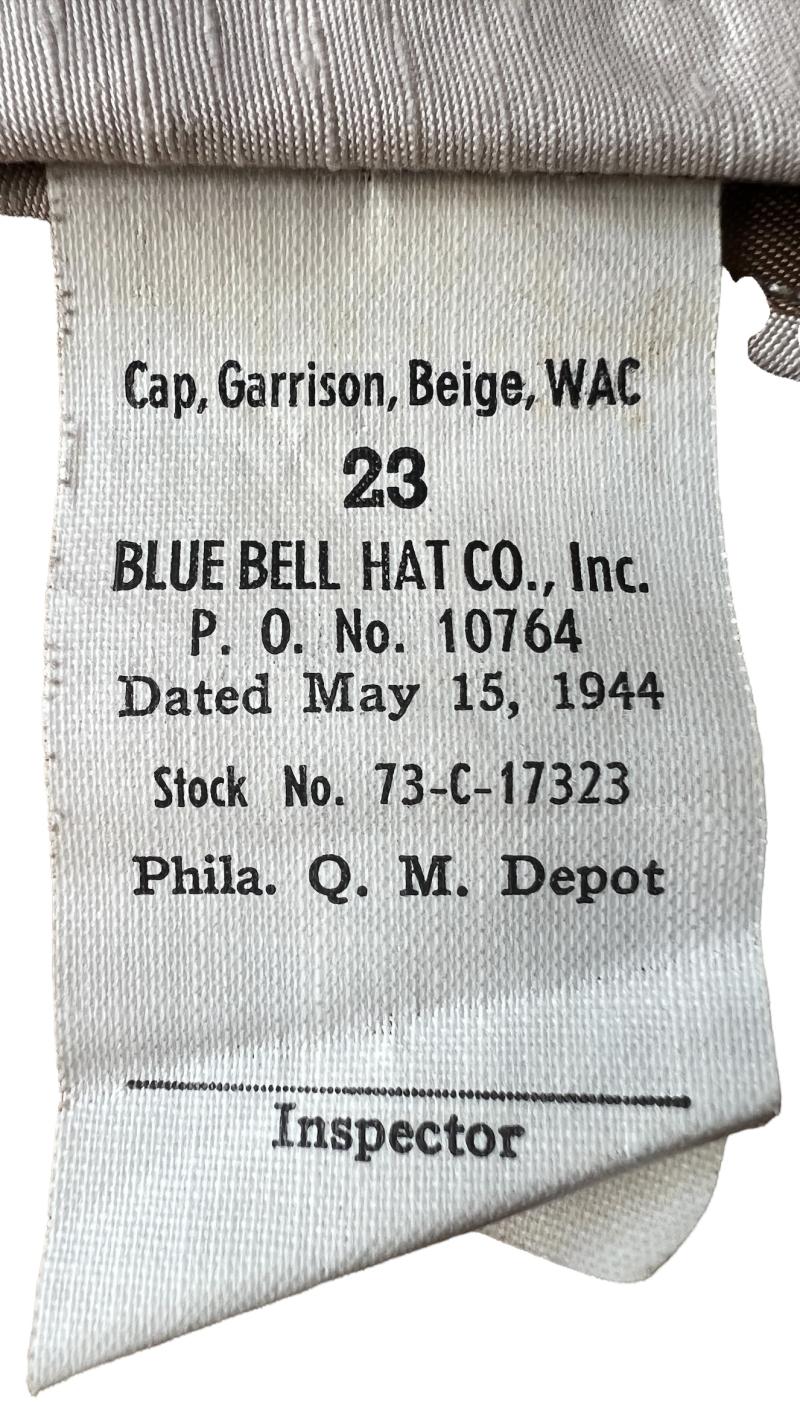 Cap, Garrison, Beige, WAC
23
BLUE BELL HAT CO., Inc.
P. O. No. 10764
Dated May 15, 1944
Stock No. 73-C-17323
Phila. Q. M. Depot
Inspector